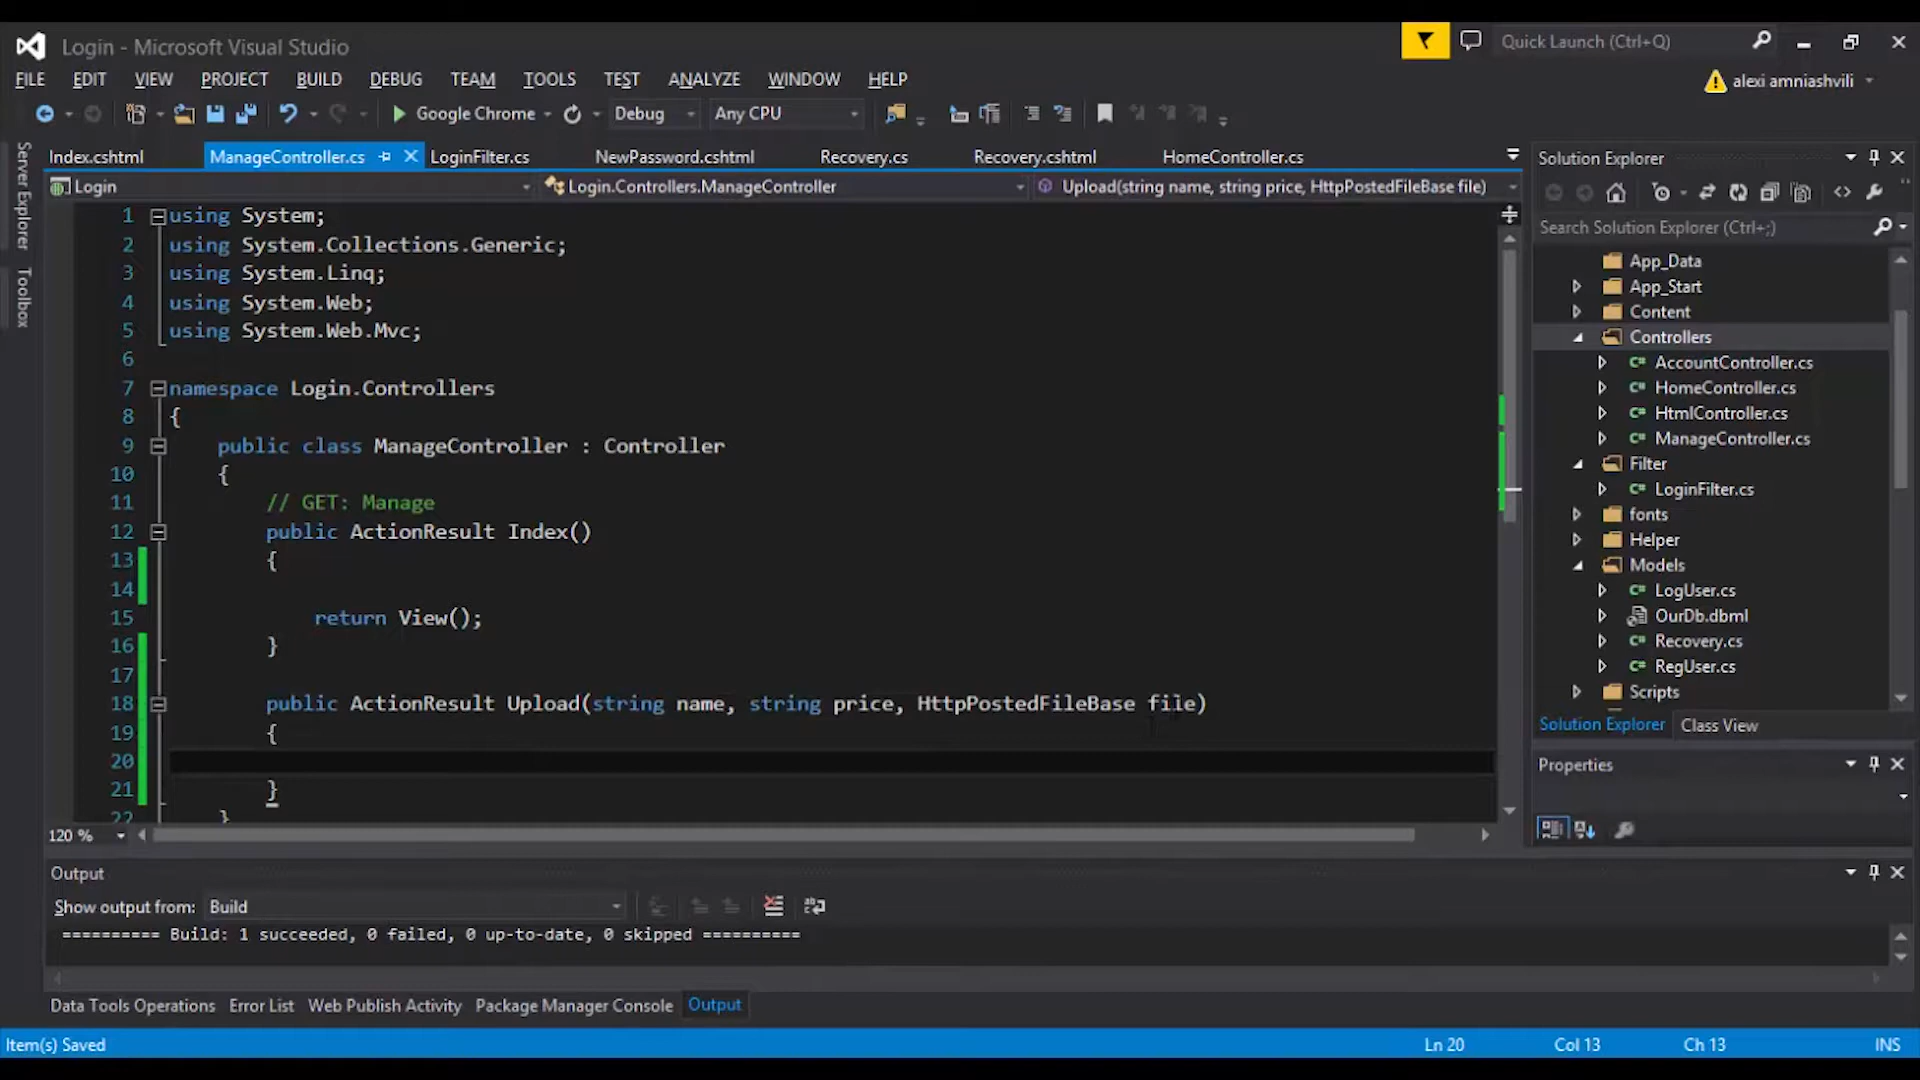 Login - Microsoft Visual Studio
Quick Launch (Ctrl+Q)
FILE EDIT VIEW PROJECT BUILD DEBUG TEAM TOOLS TEST ANALYZE WINDOW HELP
alexi amniashvili
Google Chrome Debug Any CPU
Server Explorer
Toolbox
Index.cshtml ManageController.cs LoginFilter.cs NewPassword.cshtml Recovery.cs Recovery.cshtml HomeController.cs
Login Login.Controllers.ManageController Upload(string name, string price, HttpPostedFileBase file)
1 using System;
2 using System.Collections.Generic;
3 using System.Linq;
4 using System.Web;
5 using System.Web.Mvc;
6
7 namespace Login.Controllers
8 {
9 public class ManageController : Controller
10 {
11 // GET: Manage
12 public ActionResult Index()
13 {
14
15 return View();
16 }
17
18 public ActionResult Upload(string name, string price, HttpPostedFileBase file)
19 {
20
21 }
22 }
120 %
Solution Explorer
Search Solution Explorer (Ctrl+;)
App_Data
App_Start
Content
Controllers
C# AccountController.cs
C# HomeController.cs
C# HtmlController.cs
C# ManageController.cs
Filter
C# LoginFilter.cs
fonts
Helper
Models
C# LogUser.cs
OurDb.dbml
C# Recovery.cs
C# RegUser.cs
Scripts
Solution Explorer Class View
Properties
Output
Show output from: Build
========== Build: 1 succeeded, 0 failed, 0 up-to-date, 0 skipped ==========
Data Tools Operations Error List Web Publish Activity Package Manager Console Output
Item(s) Saved Ln 20 Col 13 Ch 13 INS